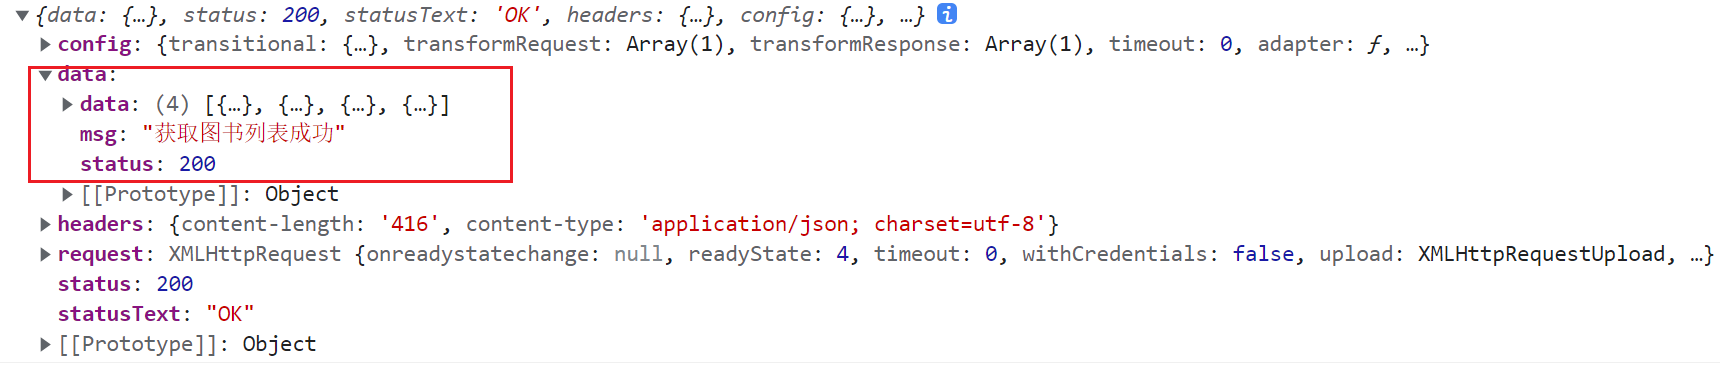 {data: {…}, status: 200, statusText: 'OK', headers: {…}, config: {…}, …} i
config: {transitional: {…}, transformRequest: Array(1), transformResponse: Array(1), timeout: 0, adapter: ƒ, …}
data:
data: (4) [{…}, {…}, {…}, {…}]
msg: "获取图书列表成功"
status: 200
[[Prototype]]: Object
headers: {content-length: '416', content-type: 'application/json; charset=utf-8'}
request: XMLHttpRequest {onreadystatechange: null, readyState: 4, timeout: 0, withCredentials: false, upload: XMLHttpRequestUpload, …}
status: 200
statusText: "OK"
[[Prototype]]: Object